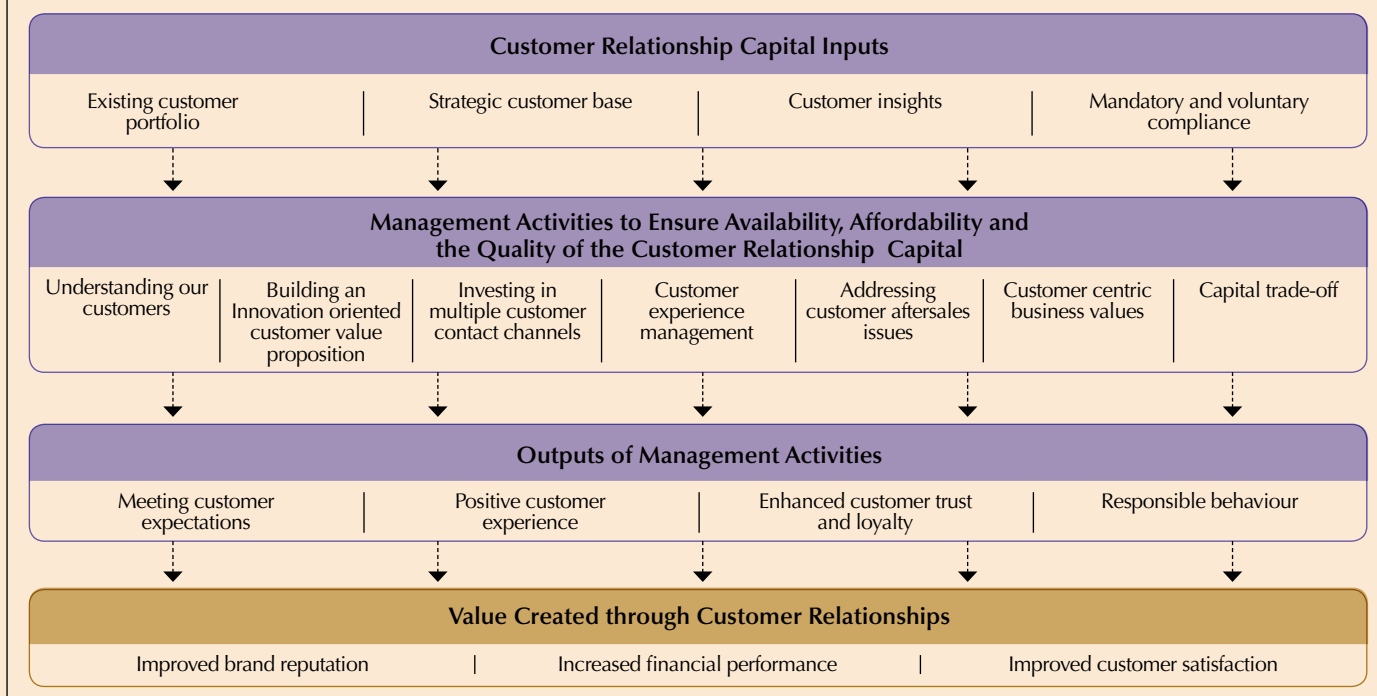 Customer Relationship Capital Inputs
Existing customer
portfolio
Strategic customer base
Customer insights
Mandatory and voluntary
compliance
Management Activities to Ensure Availability, Affordability and
the Quality of the Customer Relationship Capital
Understanding our
customers
Building an
Innovation oriented
customer value
proposition
Investing in
multiple customer
contact channels
Customer
experience
management
Addressing
customer aftersales
issues
Customer centric
business values
Capital trade-off
Outputs of Management Activities
Meeting customer
expectations
Positive customer
experience
Enhanced customer trust
and loyalty
Responsible behaviour
Value Created through Customer Relationships
Improved brand reputation
Increased financial performance
Improved customer satisfaction